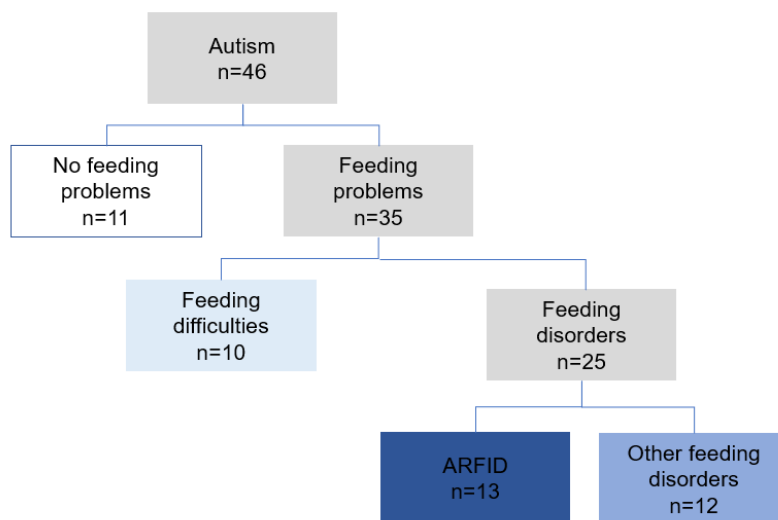 Autism
n=46
No feeding
problems
n=11
Feeding
problems
n=35
Feeding
difficulties
n=10
Feeding
disorders
n=25
ARFID
n=13
Other feeding
disorders
n=12